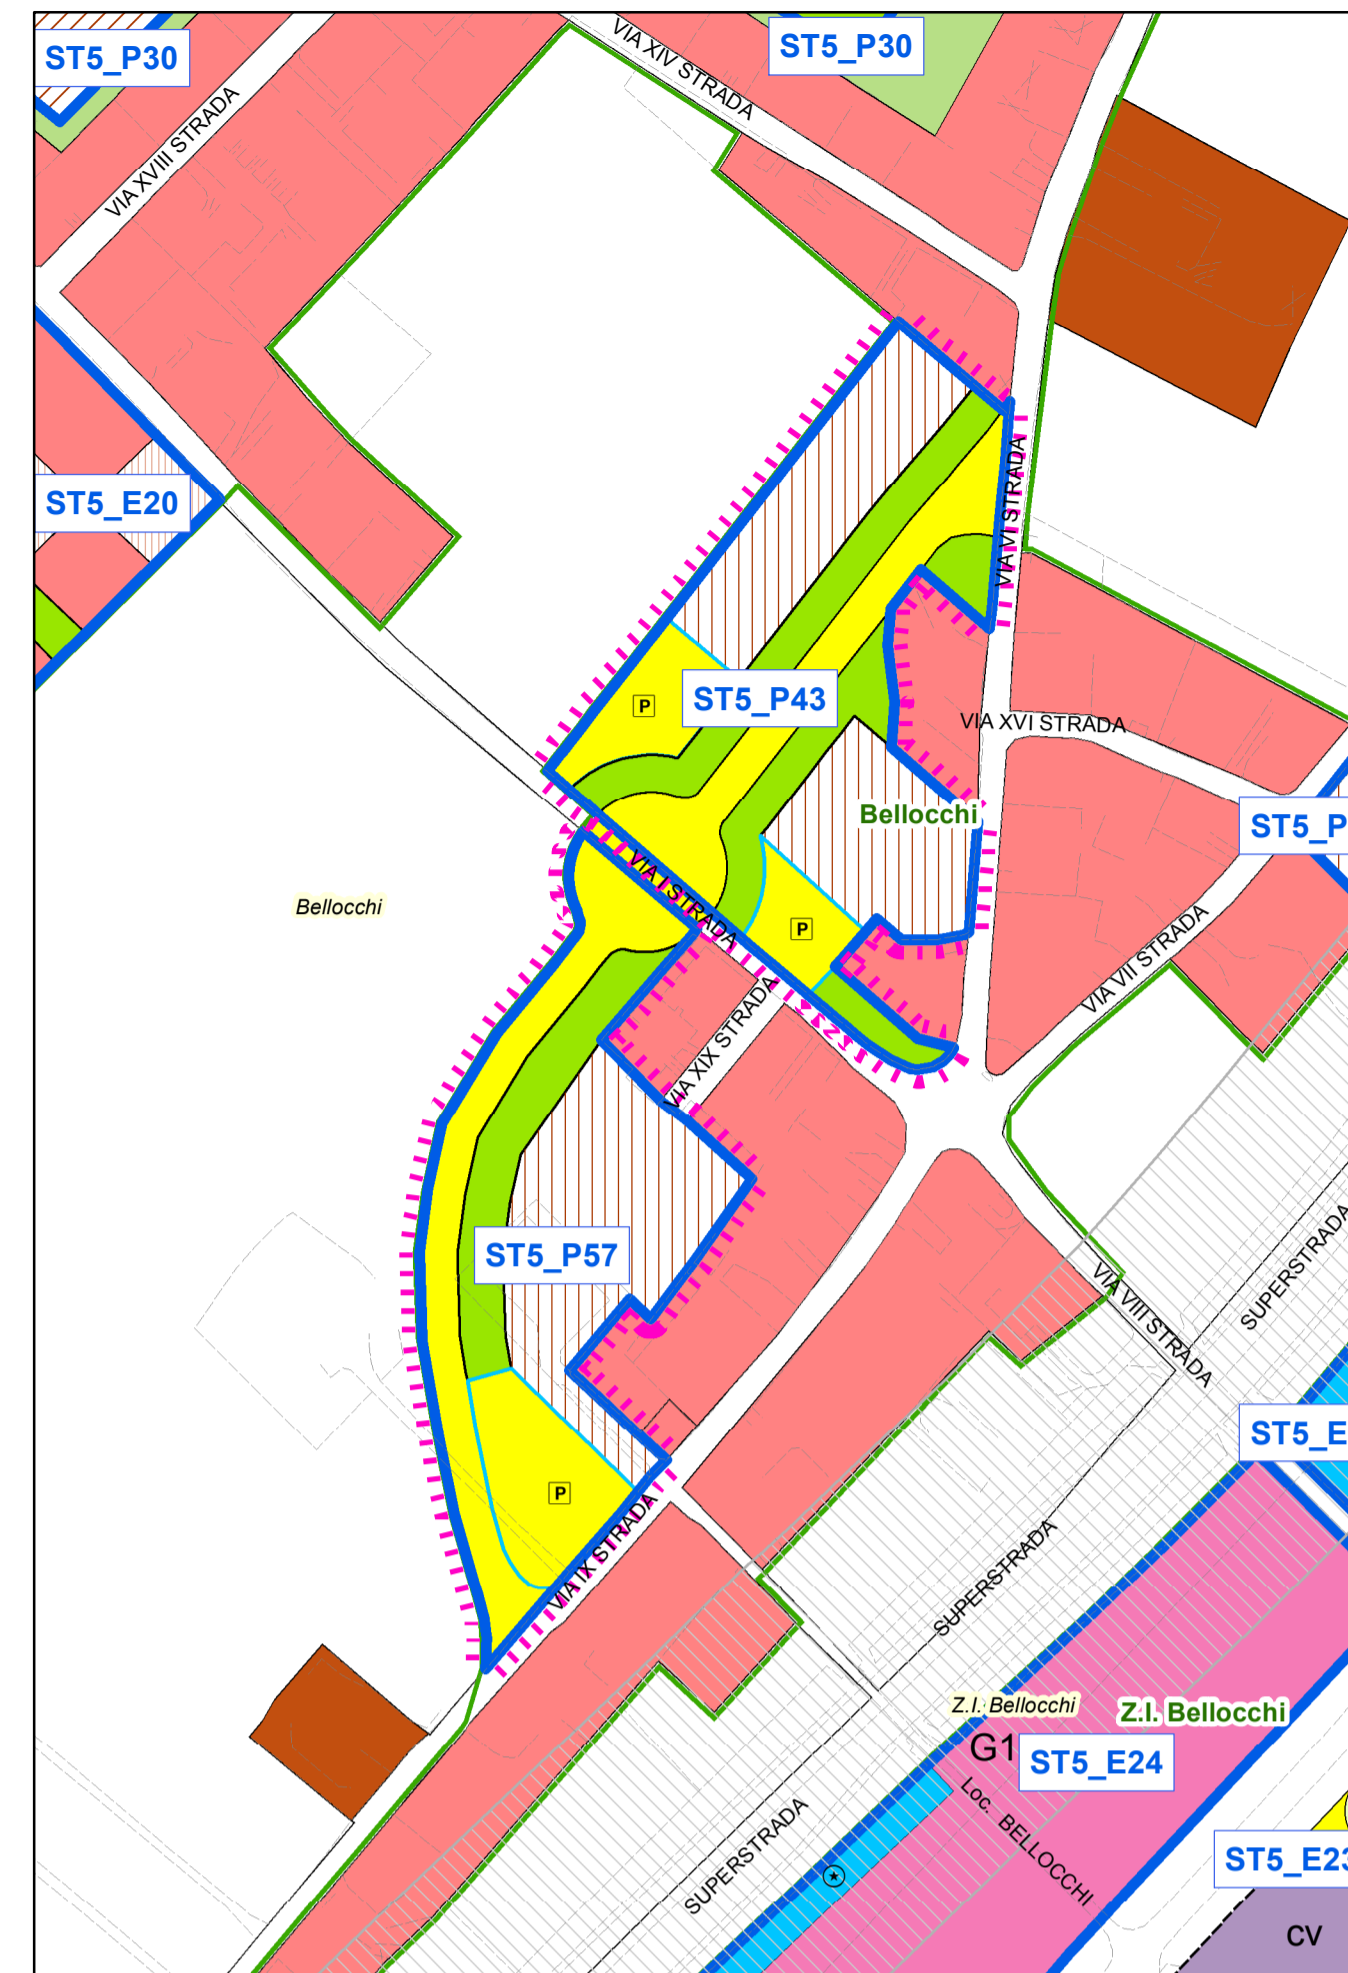 ST5_P30
ST5_P30
VIA XIV STRADA
VIA XVIII STRADA
ST5_E20
VIA VI STRADA
P
ST5_P43
VIA XVI STRADA
Bellocchi
ST5_P
VIA I STRADA
Bellocchi
P
VIA VII STRADA
VIA XIX STRADA
ST5_P57
SUPERSTRADA
VIA VIII STRADA
ST5_E
P
VIA IX STRADA
SUPERSTRADA
Z.I. Bellocchi
Z.I. Bellocchi
G1
ST5_E24
Loc. BELLOCCHI
SUPERSTRADA
ST5_E23
CV